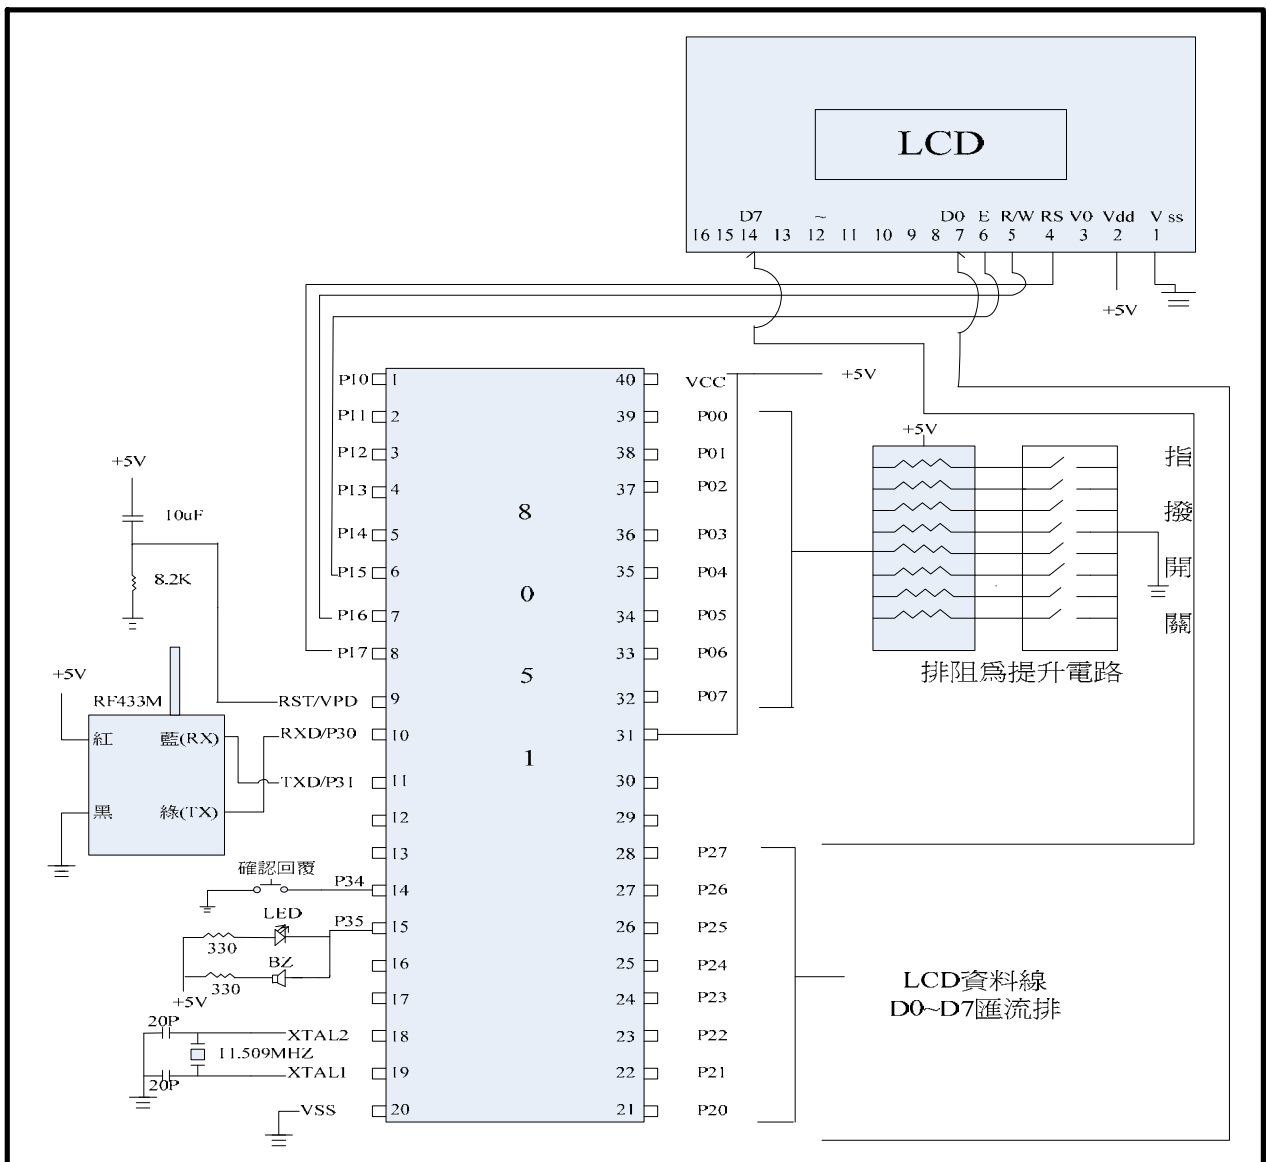 LCD
D7 ~ D0 E R/W RS V0 Vdd Vss
16 15 14 13 12 11 10 9 8 7 6 5 4 3 2 1
+5V
P10 1
P11 2
P12 3
P13 4
P14 5
P15 6
P16 7
P17 8
RST/VPD 9
RXD/P30 10
TXD/P31 11
12
13
P34 14
P35 15
16
17
XTAL2 18
XTAL1 19
VSS 20
8
0
5
1
40 VCC
39 P00
38 P01
37 P02
36 P03
35 P04
34 P05
33 P06
32 P07
31
30
29
28 P27
27 P26
26 P25
25 P24
24 P23
23 P22
22 P21
21 P20
+5V
+5V
指
撥
開
關
排阻為提升電路
+5V
10uF
8.2K
+5V
RF433M
紅 藍(RX)
黑 綠(TX)
確認回覆
LED
330
BZ
330
+5V
20P
11.509MHZ
20P
LCD資料線
D0~D7匯流排